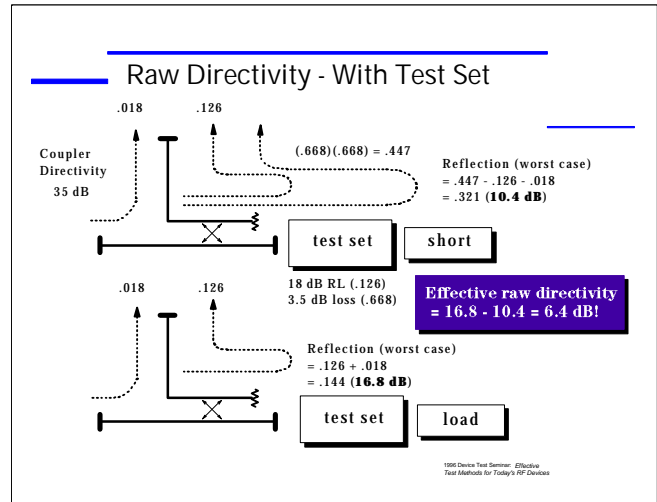 Raw Directivity - With Test Set
.018
.126
(.668)(.668) = .447
Coupler
Directivity
35 dB
Reflection (worst case)
= .447 - .126 - .018
= .321 (10.4 dB)
test set
short
18 dB RL (.126)
3.5 dB loss (.668)
Effective raw directivity
= 16.8 - 10.4 = 6.4 dB!
.018
.126
Reflection (worst case)
= .126 + .018
= .144 (16.8 dB)
test set
load
1996 Device Test Seminar: Effective
Test Methods for Today's RF Devices